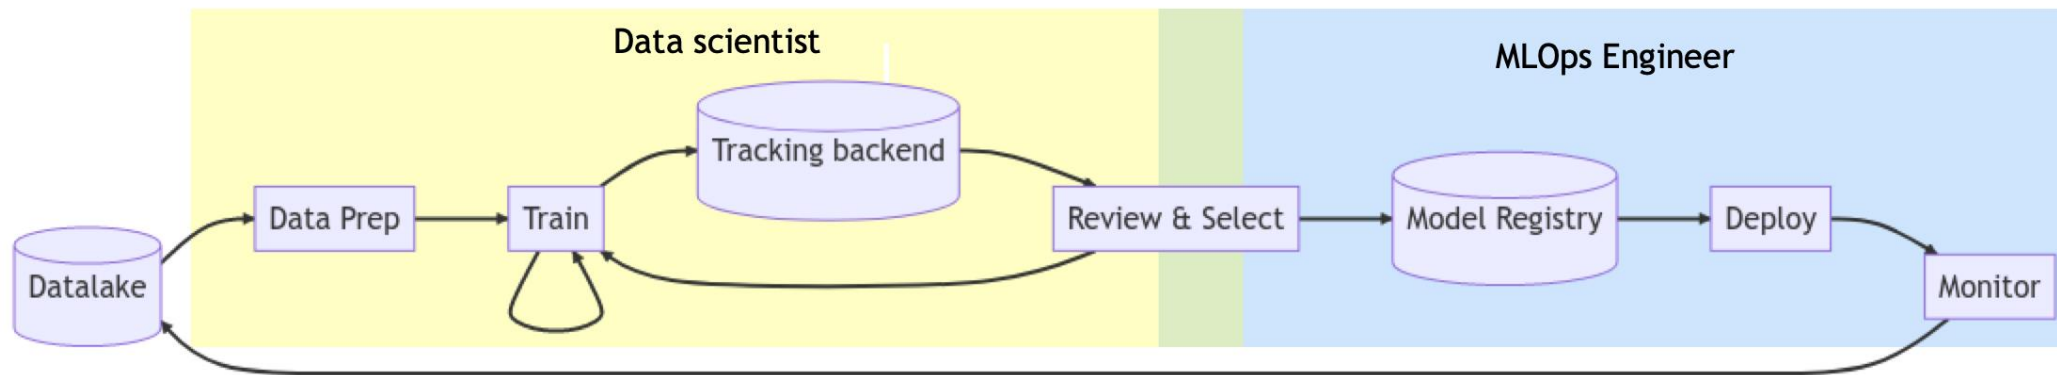 Data scientist
MLOps Engineer
Tracking backend
Data Prep
Train
Review & Select
Model Registry
Deploy
Datalake
Monitor